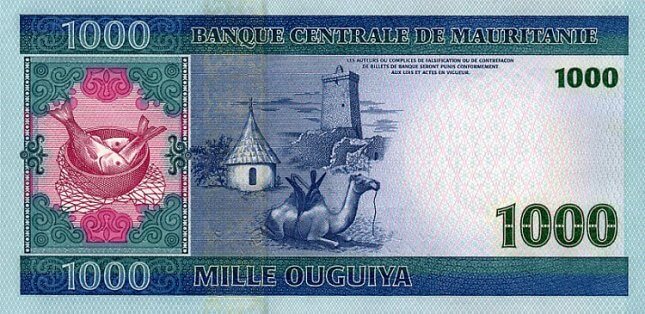 1000 BANQUE CENTRALE DE MAURITANIE
LES AUTEURS OU COMPLICES DE FALSIFICATION OU DE CONTREFAÇON
DE BILLETS DE BANQUE SERONT PUNIS CONFORMEMENT
AUX LOIS ET ACTES EN VIGUEUR.
1000
1000
1000 MILLE OUGUIYA